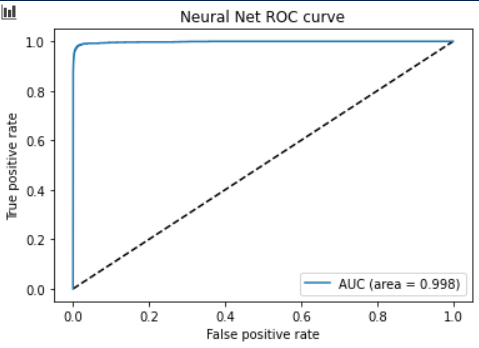 Neural Net ROC curve
True positive rate
1.0
0.8
0.6
0.4
0.2
0.0
AUC (area = 0.998)
0.0 0.2 0.4 0.6 0.8 1.0
False positive rate